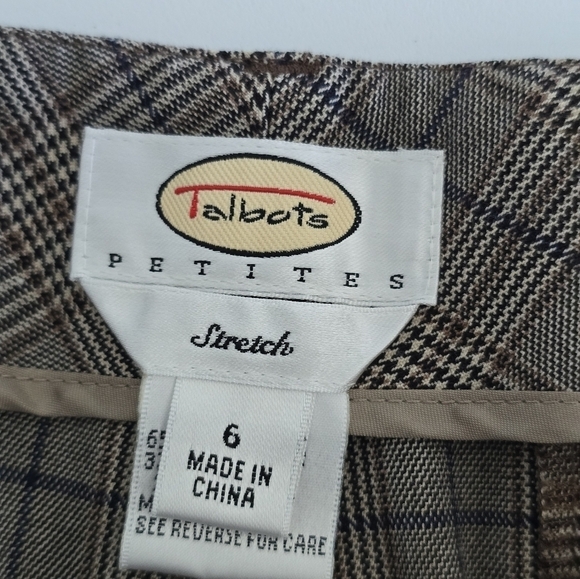 Talbots
PETITES
Stretch
6
MADE IN
CHINA
SEE REVERSE FOR CARE